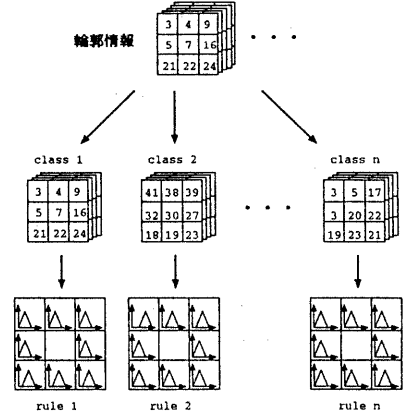 輪郭情報
3 4 9
5 7 16
21 22 24
class 1
class 2
class n
3 4 9
5 7 16
21 22 24
41 38 39
32 30 27
18 19 23
3 5 17
3 20 22
19 23 21
rule 1
rule 2
rule n